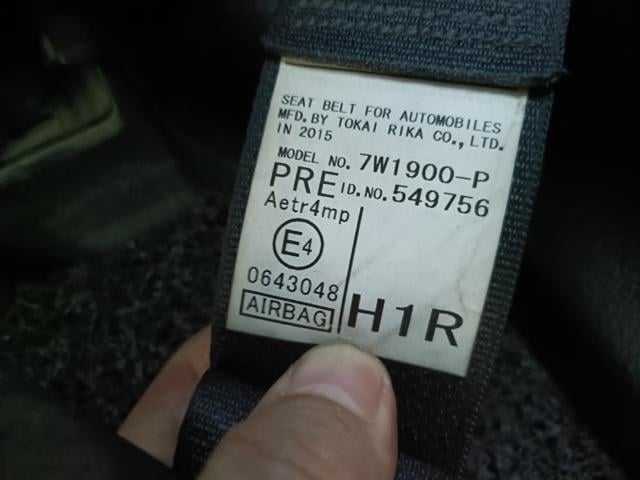 SEAT BELT FOR AUTOMOBILES
MFD. BY TOKAI RIKA CO., LTD.
IN 2015
MODEL NO. 7W1900-P
PRE I D. NO. 549756
Aetr4mp
E4
0643048
AIRBAG
H1R